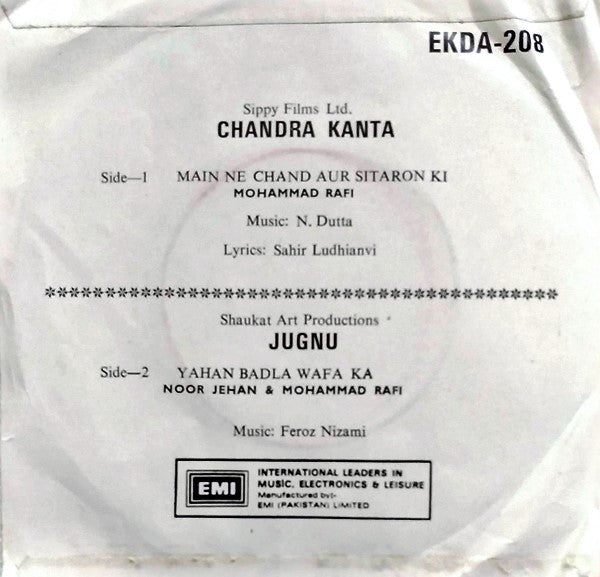 EKDA-208
Sippy Films Ltd.
CHANDRA KANTA
Side—1 MAIN NE CHAND AUR SITARON KI
MOHAMMAD RAFI
Music: N. Dutta
Lyrics: Sahir Ludhianvi
Shaukat Art Productions
JUGNU
Side—2 YAHAN BADLA WAFA KA
NOOR JEHAN & MOHAMMAD RAFI
Music: Feroz Nizami
EMI
INTERNATIONAL LEADERS IN
MUSIC, ELECTRONICS & LEISURE
Manufactured by:-
EMI (PAKISTAN) LIMITED